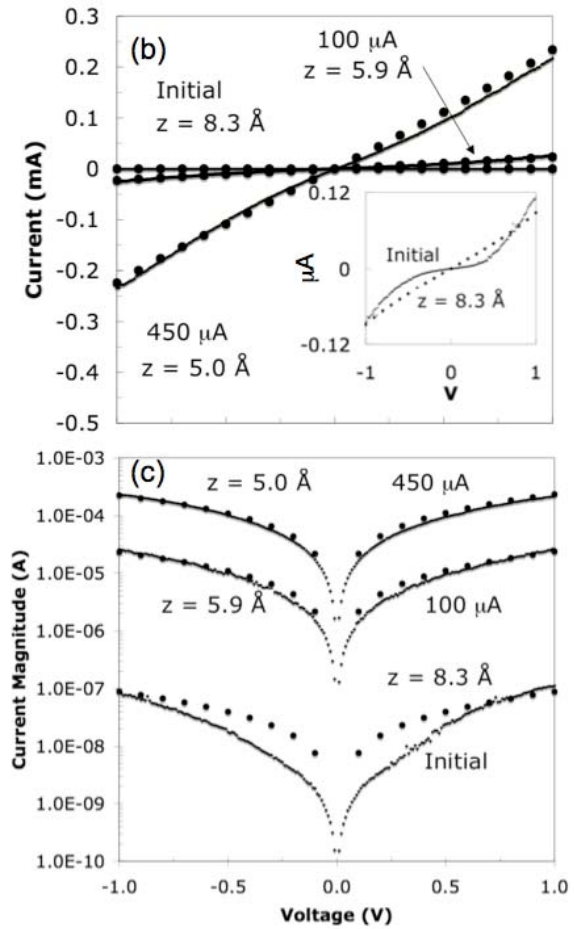 (b)
100 μA
z = 5.9 Å
Initial
z = 8.3 Å
0.3
0.2
0.1
0
-0.1
-0.2
-0.3
-0.4
-0.5
Current (mA)
450 μA
z = 5.0 Å
0.12
0
-0.12
μA
Initial
z = 8.3 Å
-1
0
1
V
(c)
1.0E-03
1.0E-04
1.0E-05
1.0E-06
1.0E-07
1.0E-08
1.0E-09
1.0E-10
Current Magnitude (A)
z = 5.0 Å
450 μA
z = 5.9 Å
100 μA
z = 8.3 Å
Initial
-1.0
-0.5
0.0
0.5
1.0
Voltage (V)